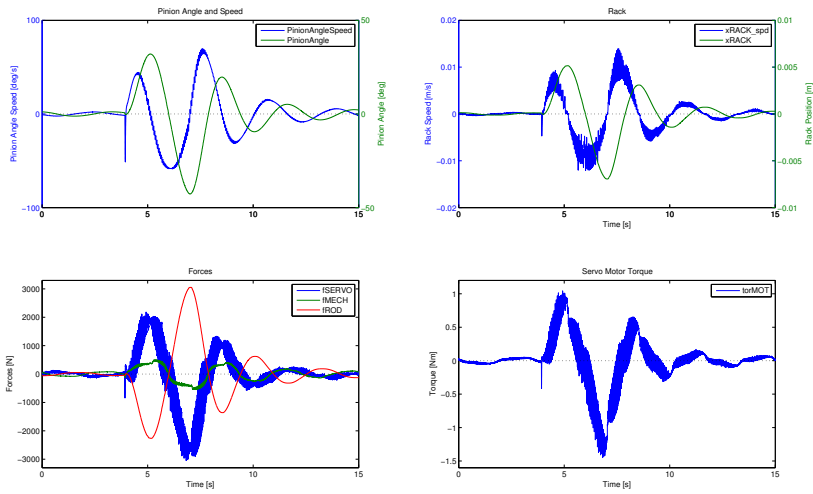 Pinion Angle and Speed
100
0
−100
Pinion Angle Speed [deg/s]
PinionAngleSpeed
PinionAngle
50
0
−50
Pinion Angle [deg]
0
5
10
15
Rack
0.02
0.01
0
−0.01
−0.02
Rack Speed [m/s]
xRACK_spd
xRACK
0.01
0.005
0
−0.005
−0.01
Rack Position [m]
0
5
10
15
Time [s]
Forces
3000
2000
1000
0
−1000
−2000
−3000
Forces [N]
fSERVO
fMECH
fROD
0
5
10
15
Time [s]
Servo Motor Torque
1
0.5
0
−0.5
−1
−1.5
Torque [Nm]
torMOT
0
5
10
15
Time [s]